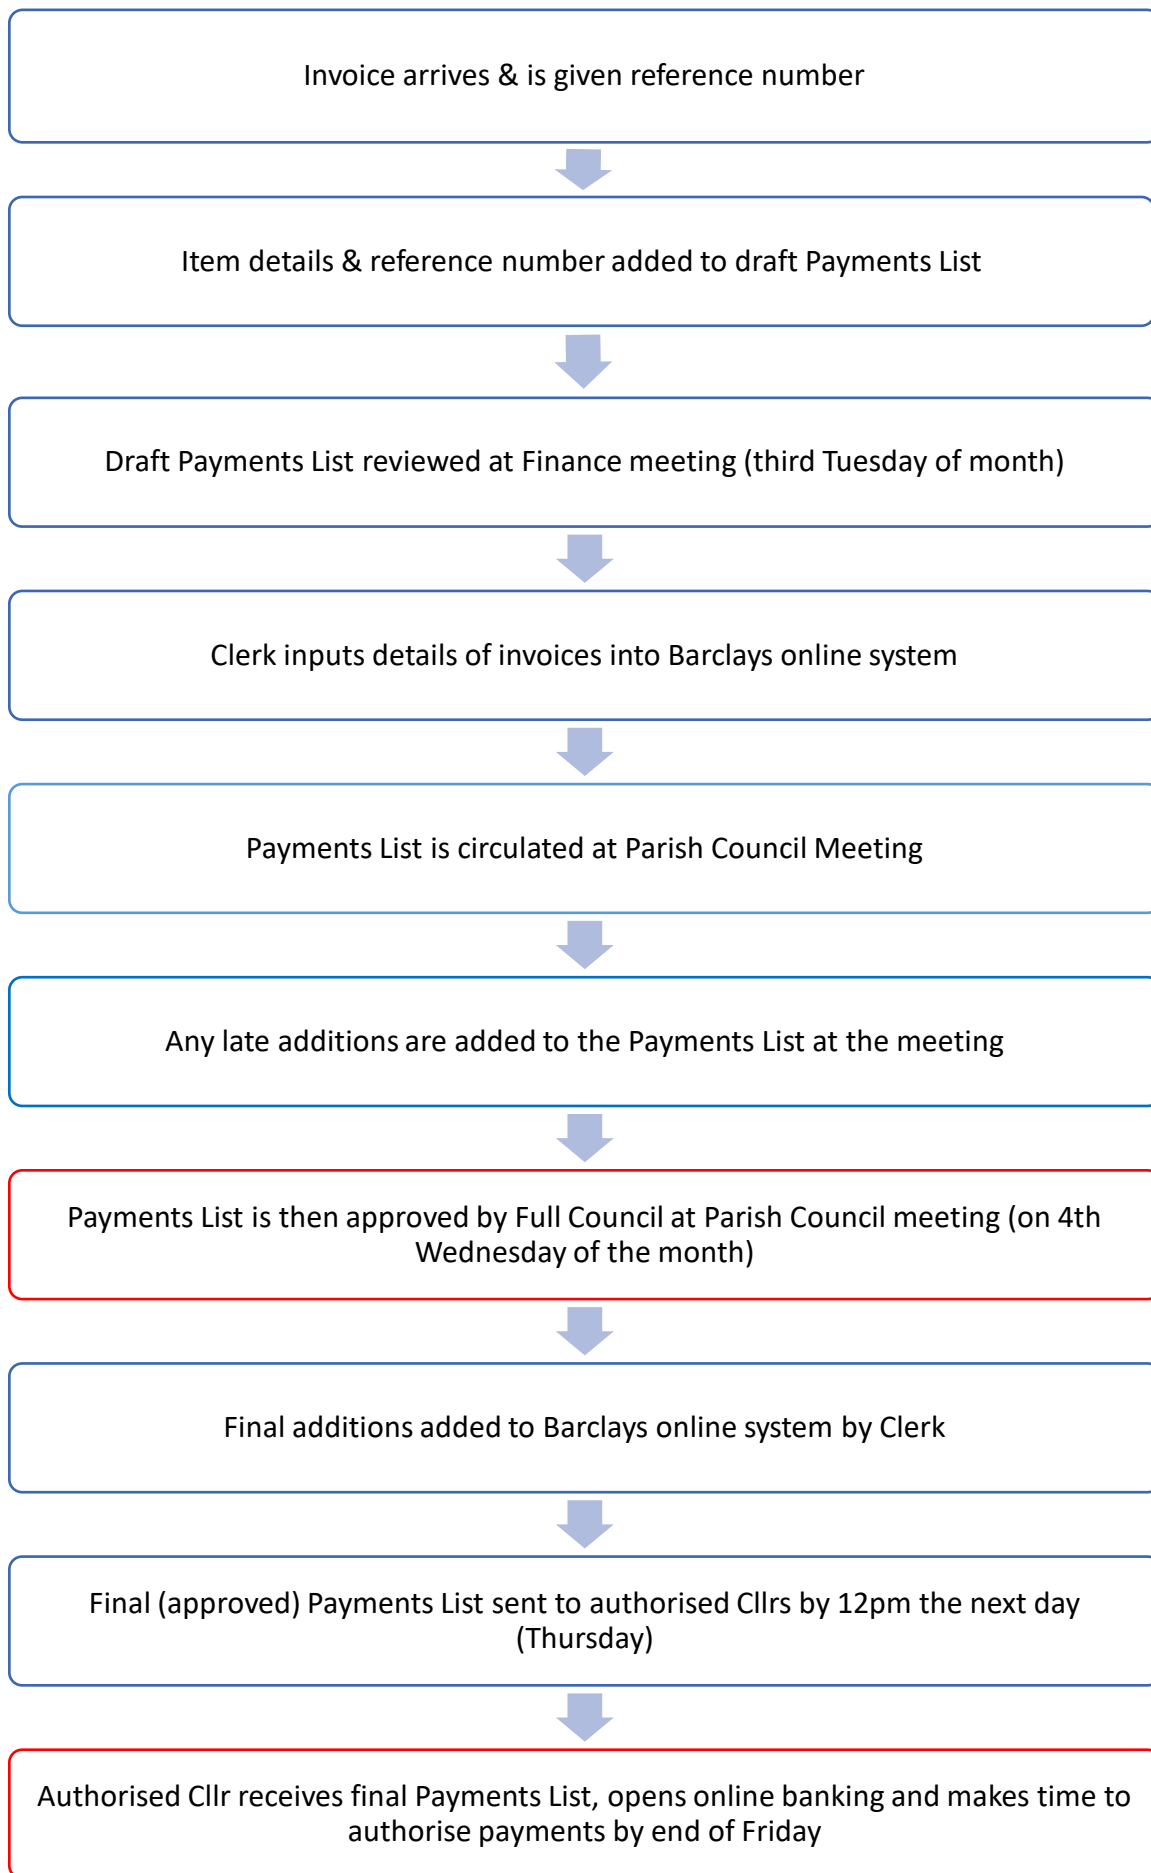 Invoice arrives & is given reference number
Item details & reference number added to draft Payments List
Draft Payments List reviewed at Finance meeting (third Tuesday of month)
Clerk inputs details of invoices into Barclays online system
Payments List is circulated at Parish Council Meeting
Any late additions are added to the Payments List at the meeting
Payments List is then approved by Full Council at Parish Council meeting (on 4th
Wednesday of the month)
Final additions added to Barclays online system by Clerk
Final (approved) Payments List sent to authorised Cllrs by 12pm the next day
(Thursday)
Authorised Cllr receives final Payments List, opens online banking and makes time to
authorise payments by end of Friday